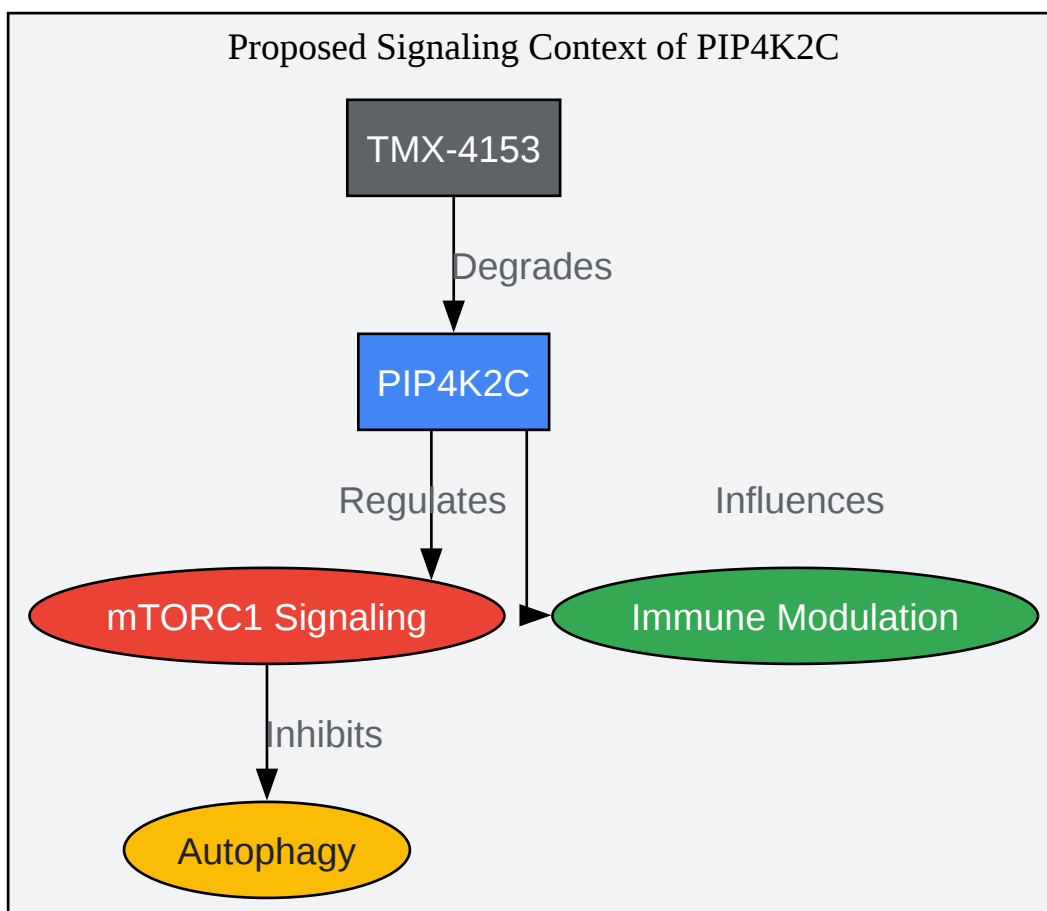 Proposed Signaling Context of PIP4K2C
TMX-4153
Degrades
PIP4K2C
Regulates
Influences
mTORC1 Signaling
Immune Modulation
Inhibits
Autophagy